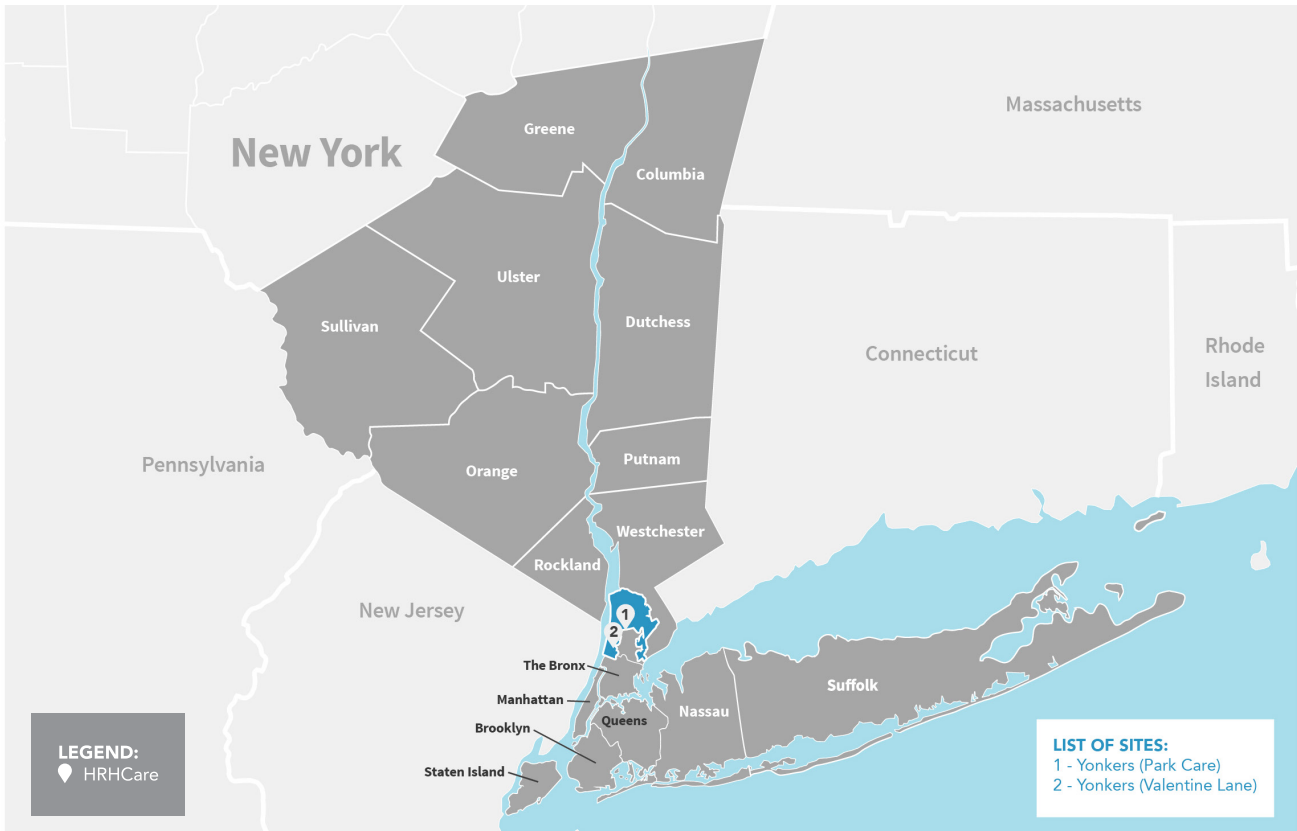 Massachusetts
Greene
New York
Columbia
Ulster
Sullivan
Dutchess
Connecticut
Rhode
Island
Pennsylvania
Putnam
Orange
Westchester
Rockland
New Jersey
1
2
The Bronx
Suffolk
Manhattan
Nassau
Queens
Brooklyn
Staten Island
LEGEND:
HRHCare
LIST OF SITES:
1 - Yonkers (Park Care)
2 - Yonkers (Valentine Lane)